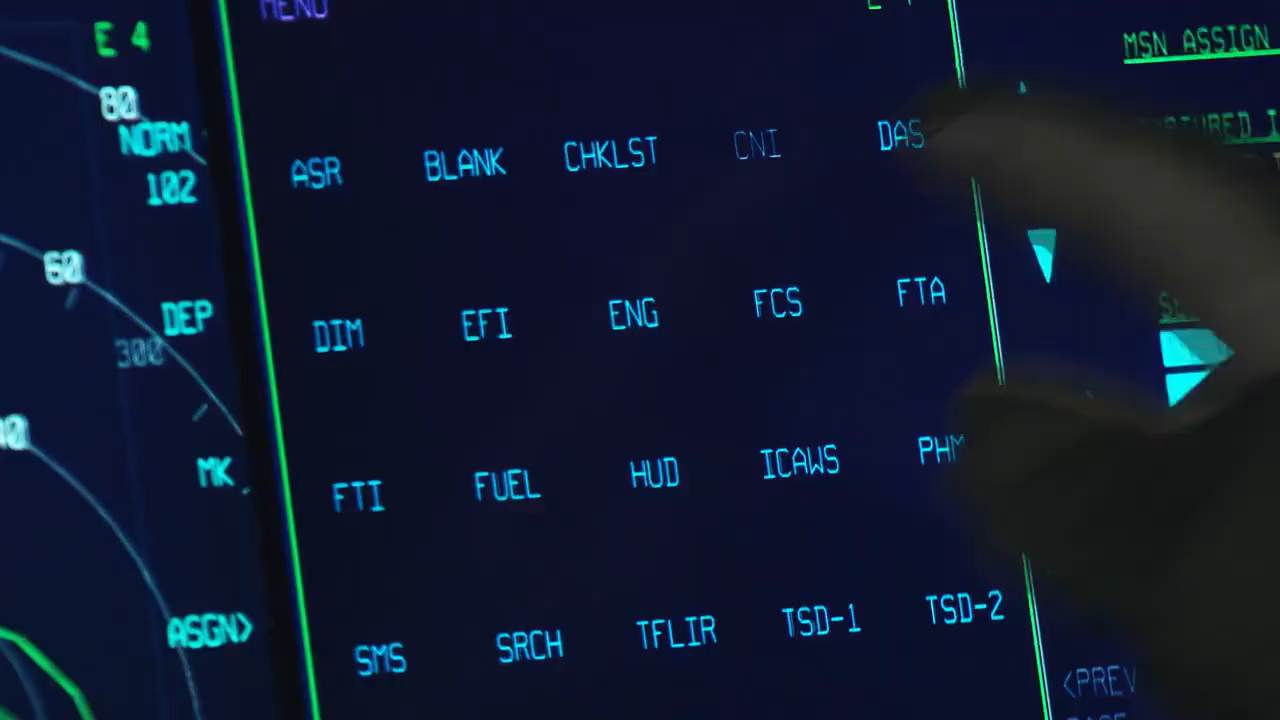 MENU
E 4
80
NORM
102
60
DEP
300
MK
ASGN>
ASR BLANK CHKLST CNI DAS
DIM EFI ENG FCS FTA
FTI FUEL HUD ICAWS PHM
SMS SRCH TFLIR TSD-1 TSD-2
MSN ASSIGN
<PREV